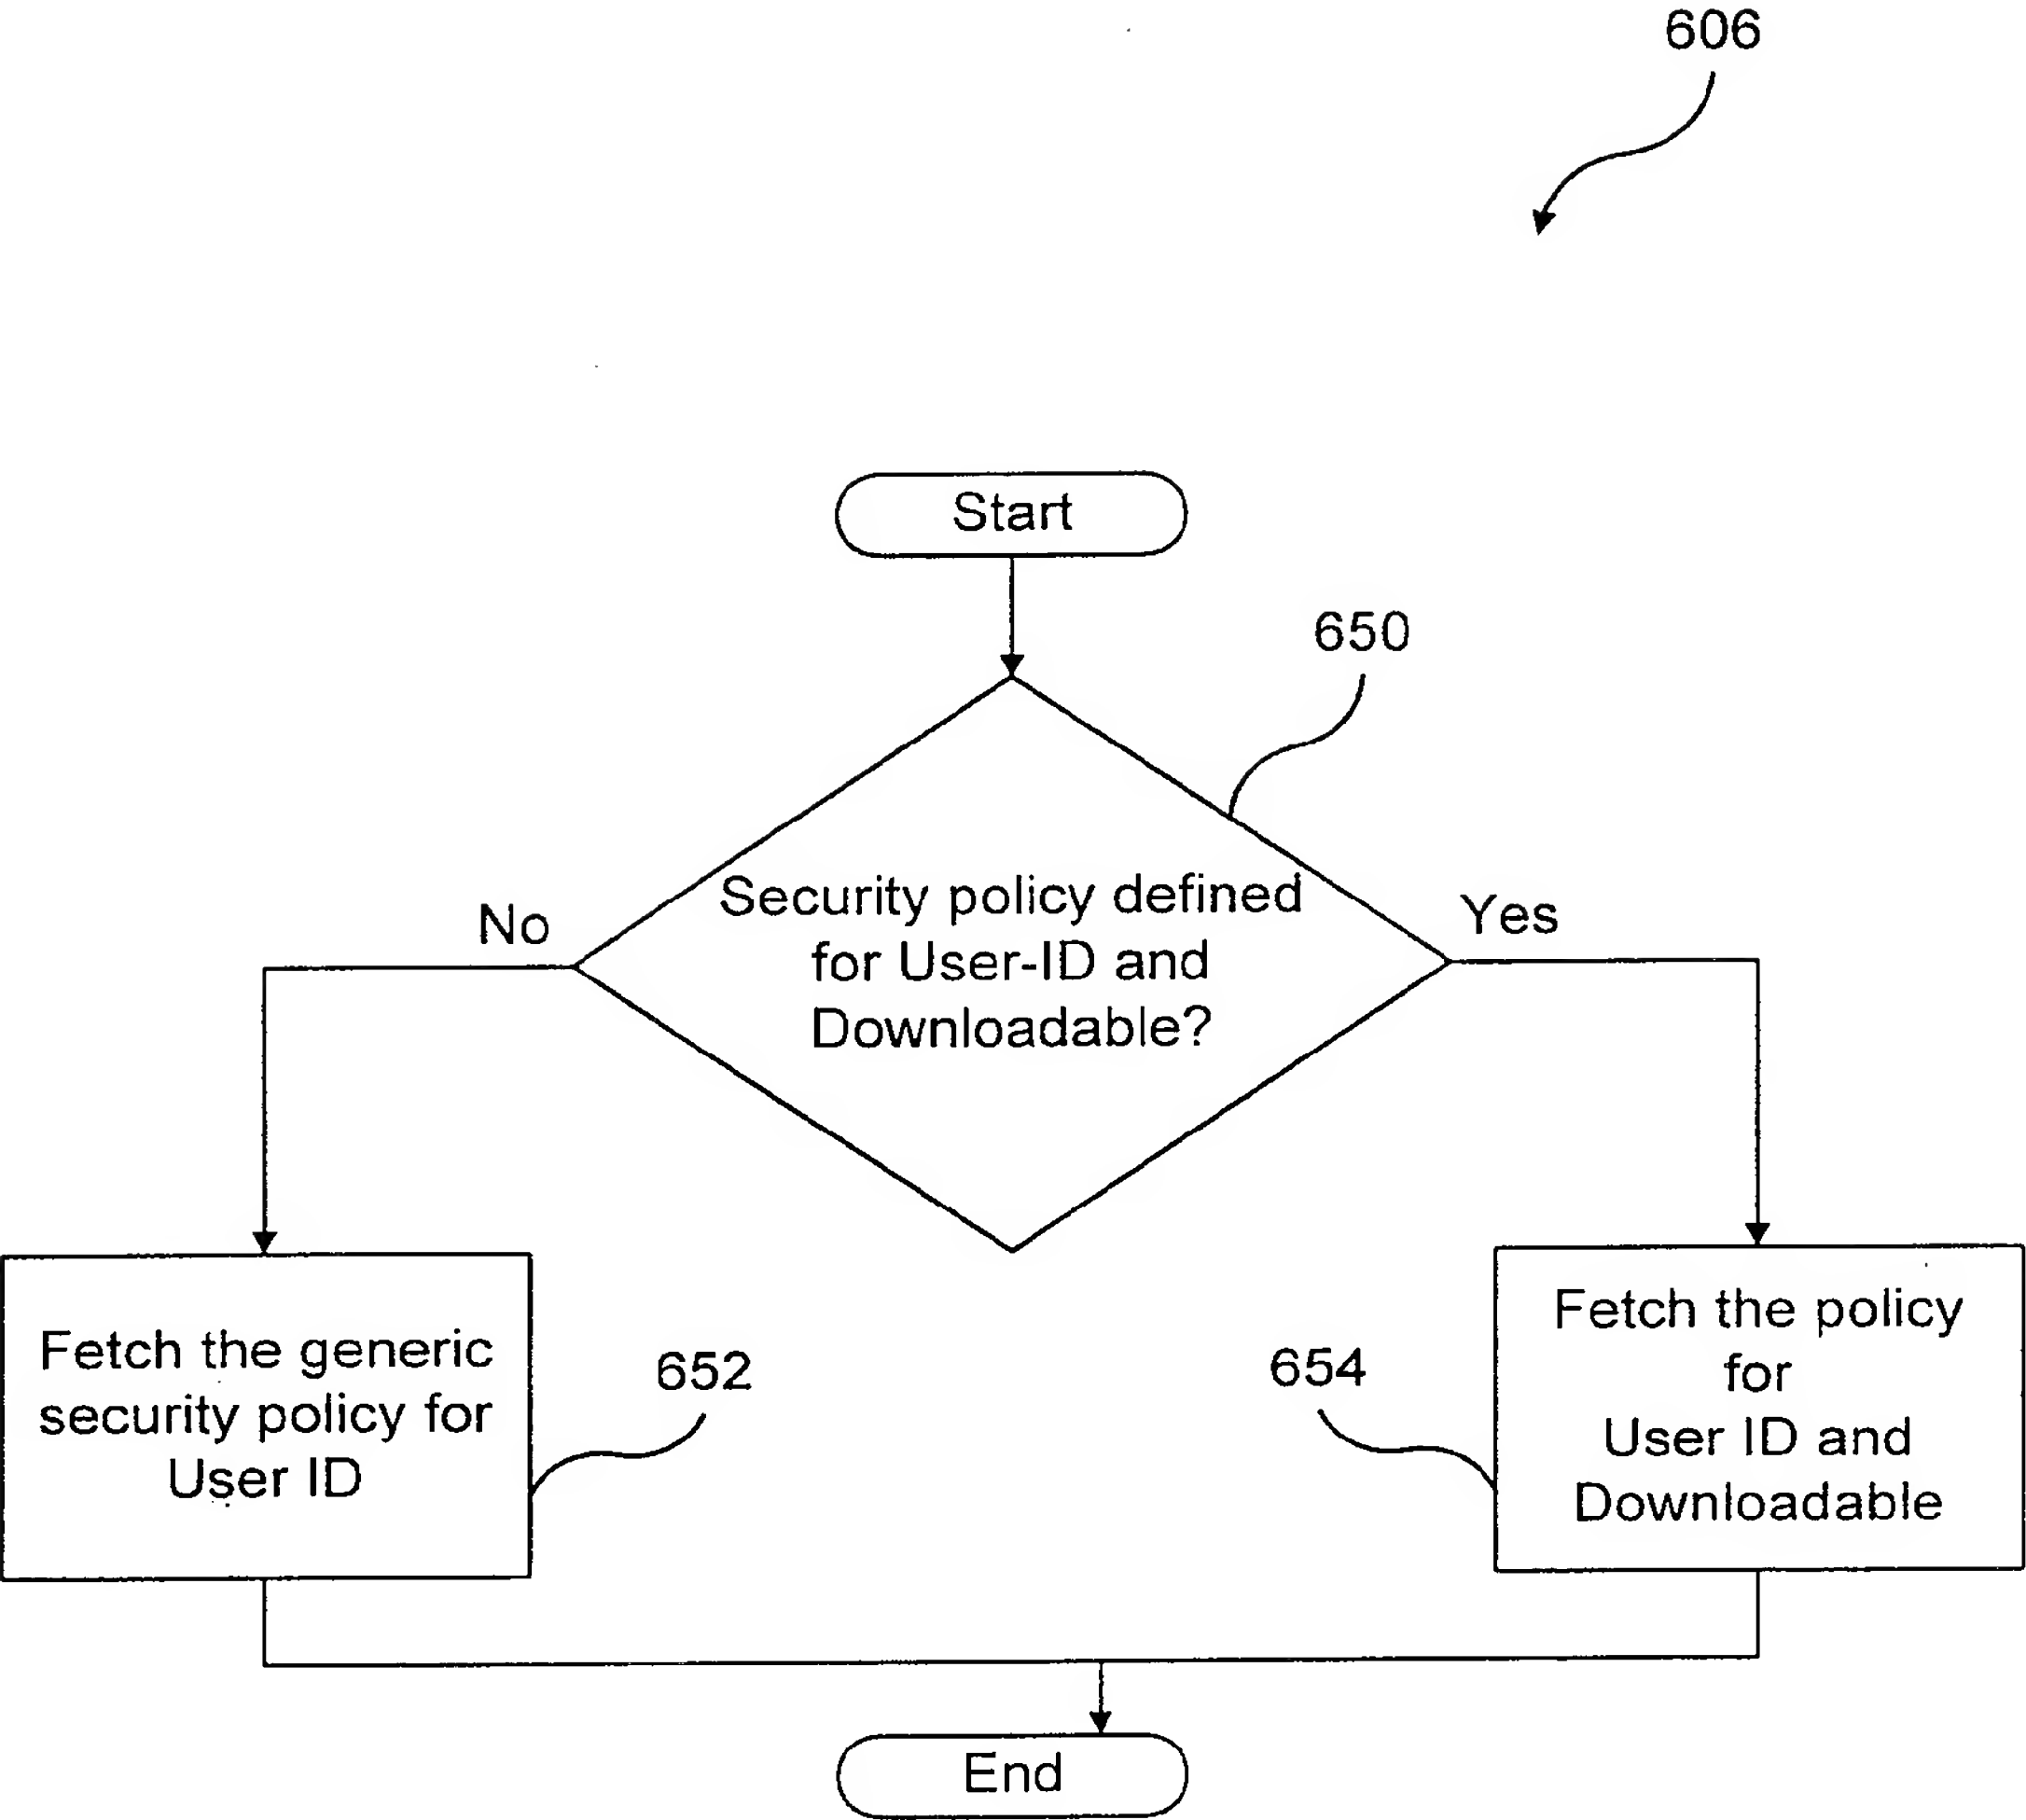 606
Start
650
Security policy defined
for User-ID and
Downloadable?
No
Yes
Fetch the generic
security policy for
User ID
652
654
Fetch the policy
for
User ID and
Downloadable
End